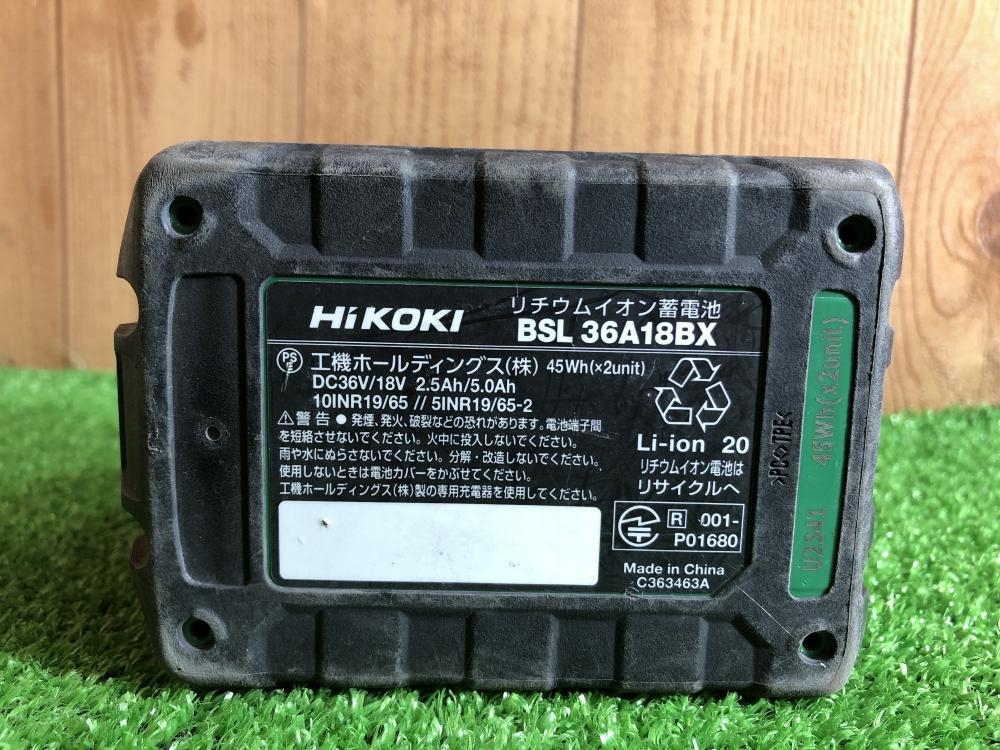 HiKOKI
リチウムイオン蓄電池
BSL 36A18BX
PS E 工機ホールディングス(株) 45Wh(×2unit)
DC36V/18V 2.5Ah/5.0Ah
10INR19/65 // 5INR19/65-2
⚠警告 ● 発煙、発火、破裂などの恐れがあります。電池端子間
を短絡させないでください。火中に投入しないでください。
雨や水にぬらさないでください。分解・改造しないでください。
使用しないときは電池カバーをかぶせてください。
工機ホールディングス(株)製の専用充電器を使用してください。
Li-ion 20
リチウムイオン電池は
リサイクルへ
R 001-
P01680
Made in China
C363463A
>PC◇TPE<
U2341 45Wh(x2unit)